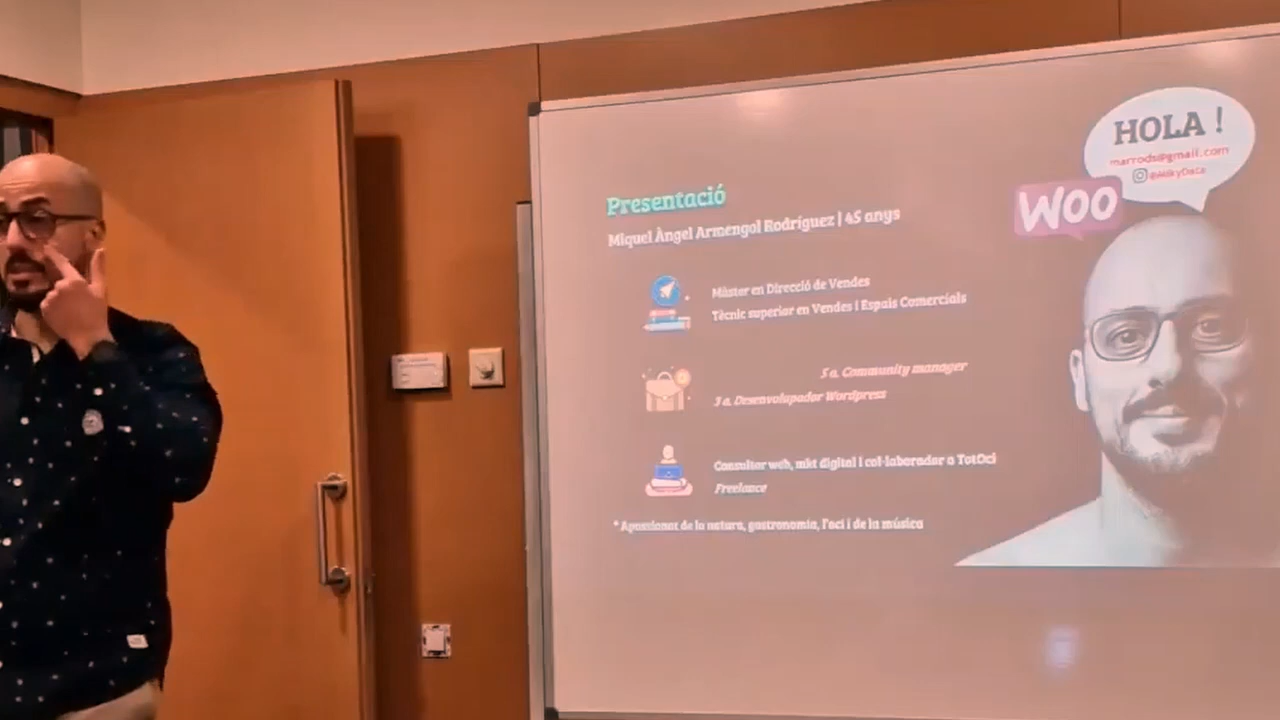 HOLA !
marrods@gmail.com
@MikyData
WOO
Presentació
Miquel Àngel Armengol Rodríguez | 45 anys
Màster en Direcció de Vendes
Tècnic superior en Vendes i Espais Comercials
5 a. Community manager
3 a. Desenvolupador Wordpress
Consultor web, mkt digital i col·laborador a TotOci
Freelance
* Apassionat de la natura, gastronomia, l'oci i de la música